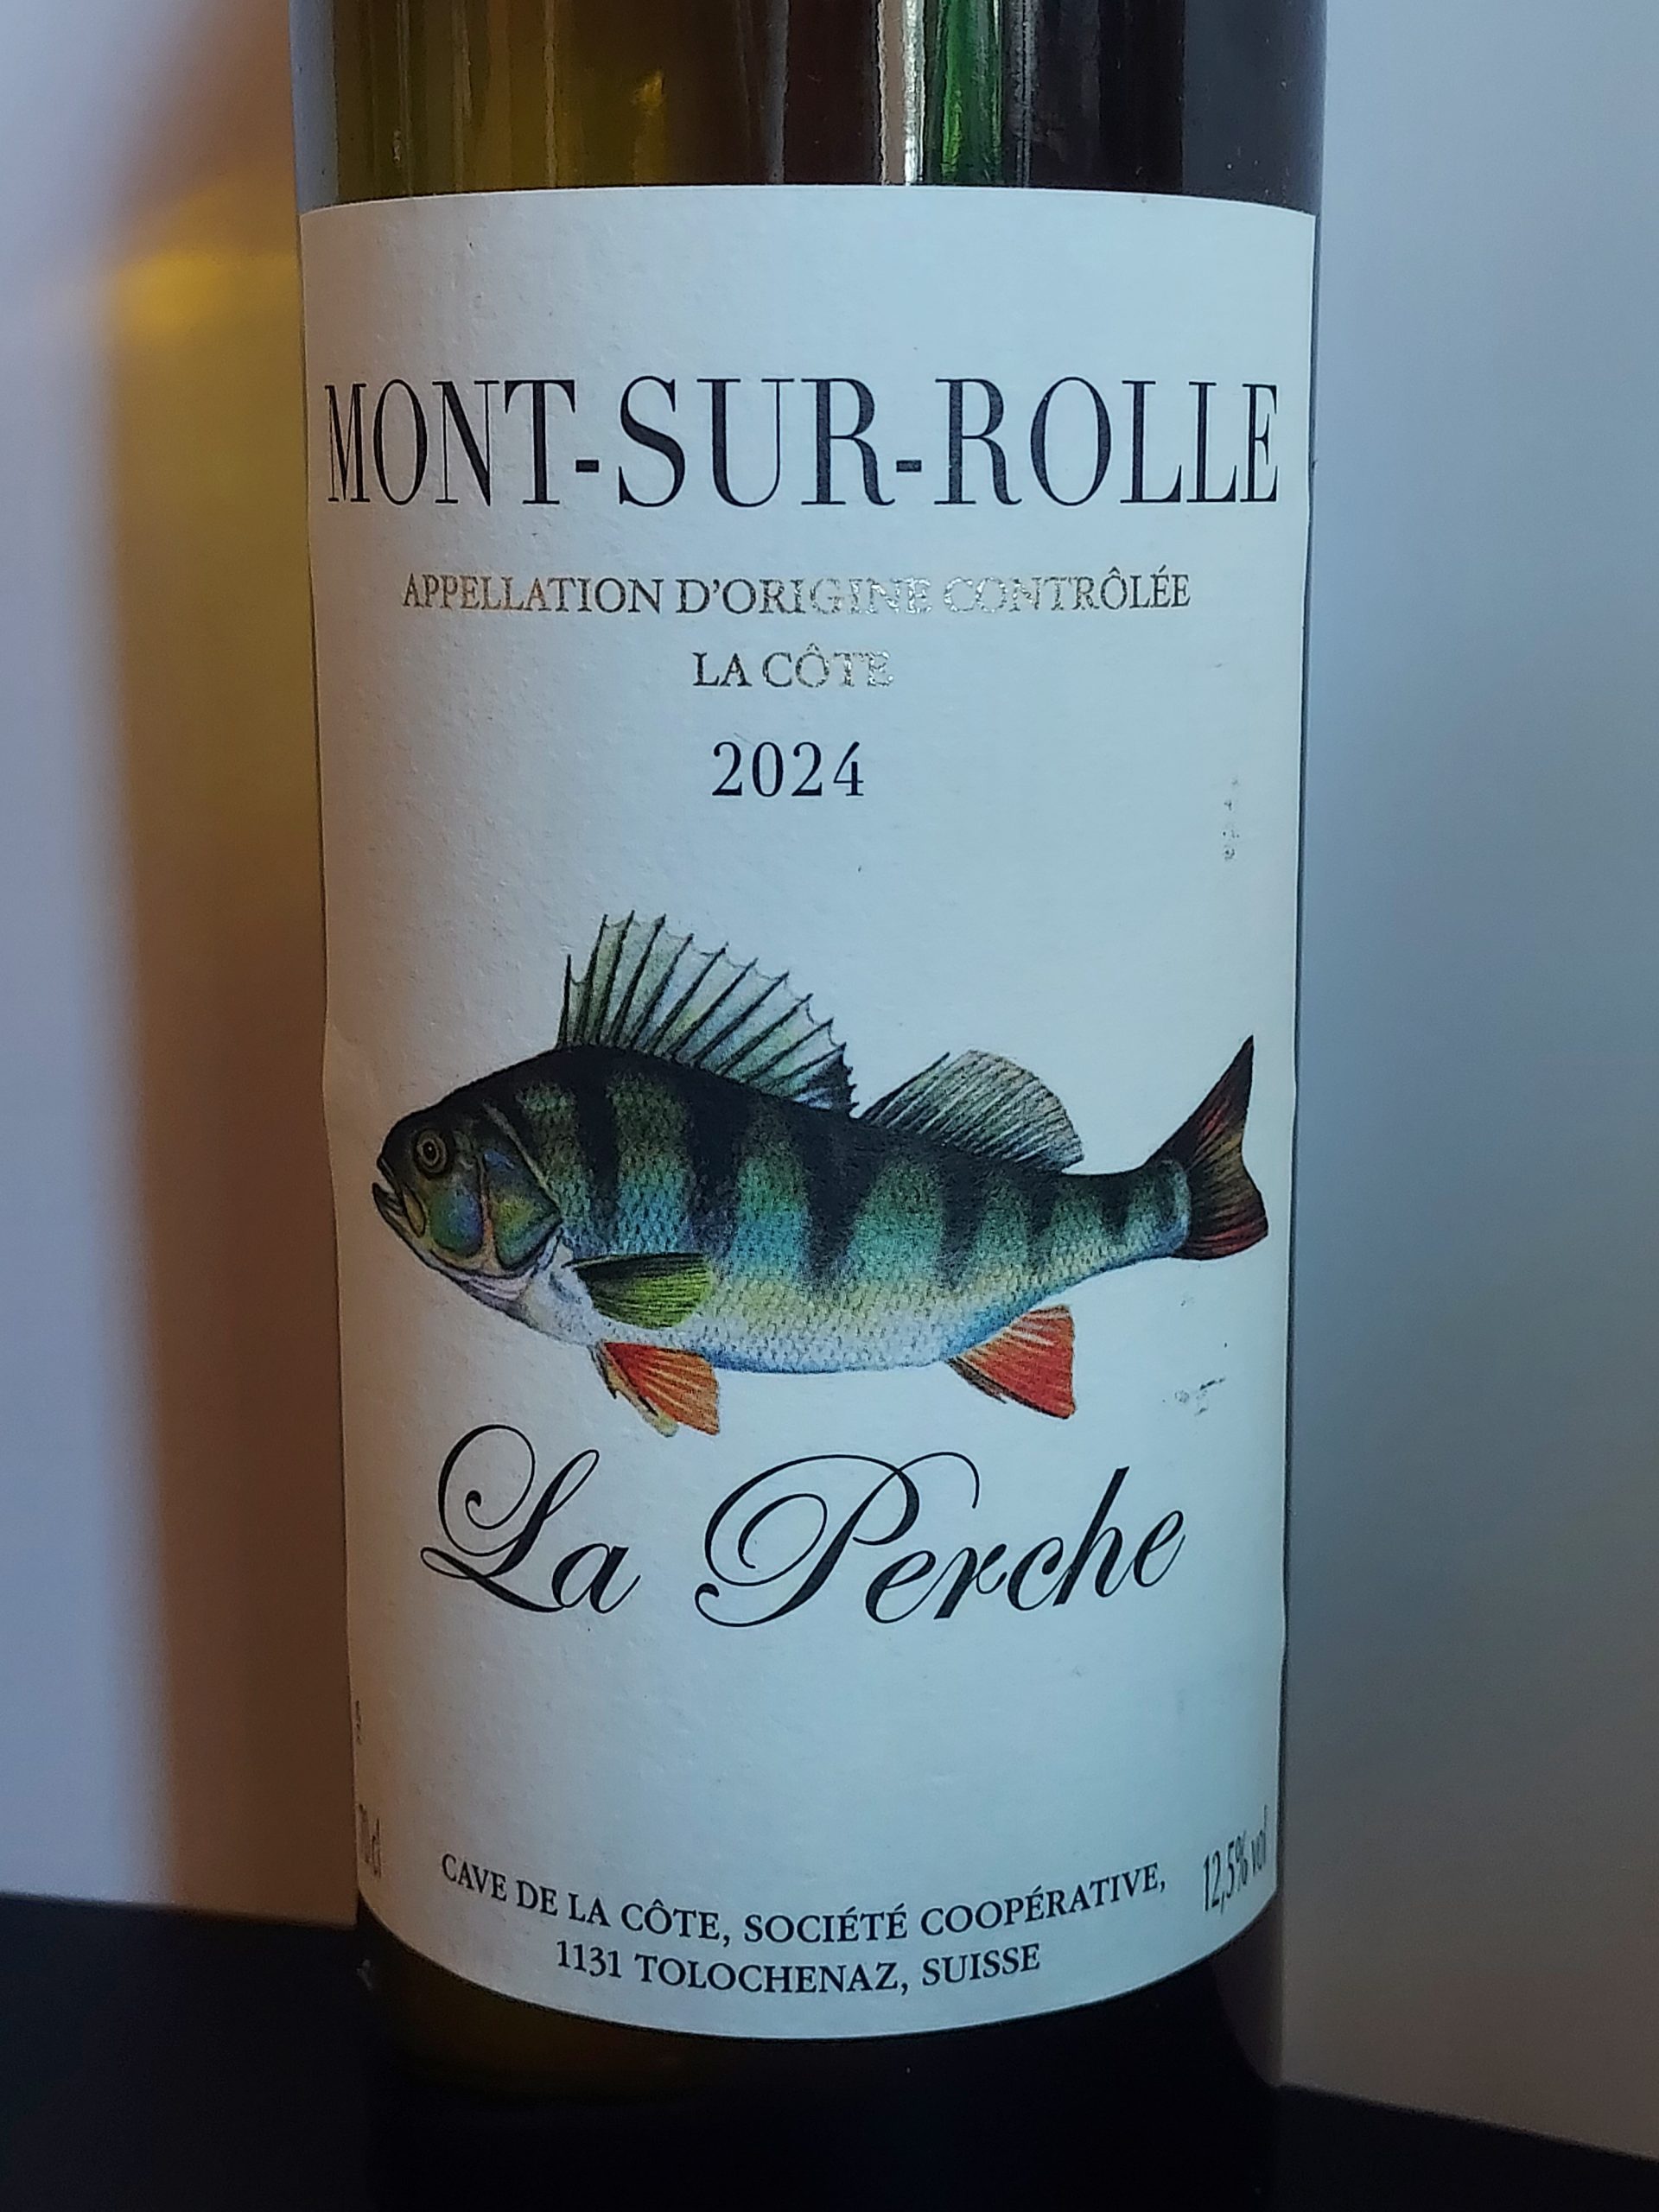 MONT-SUR-ROLLE
APPELLATION D'ORIGINE CONTRÔLÉE
LA CÔTE
2024
La Perche
12,5% vol
CAVE DE LA CÔTE, SOCIÉTÉ COOPÉRATIVE,
1131 TOLOCHENAZ, SUISSE